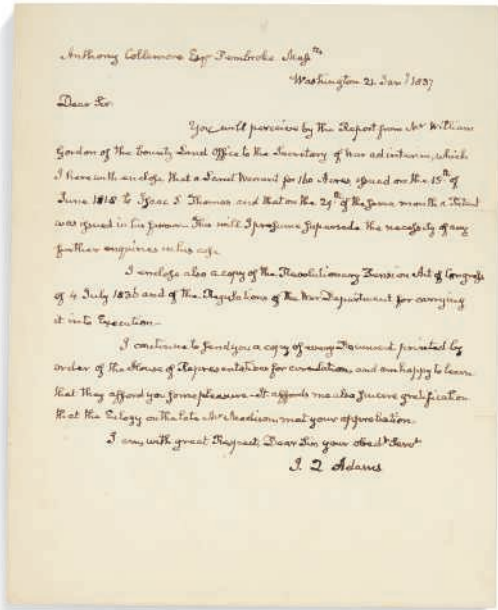 Anthony Collamore Esqr Pembroke Massts
Washington 21 Jany 1837
Dear Sir.
You will perceive by the Report from Mr William
Gordon of the Bounty Land Office to the Secretary of War ad interim, which
I herewith enclose that a Land Warrant for 160 Acres issued on the 15th of
June 1818 to Isaac S. Thomas and that on the 29th of the same month a Patent
was issued in his favour. This will I presume supersede the necessity of any
further enquiries in his case.
I enclose also a copy of the Revolutionary Pension Act of Congress
of 4 July 1836 and of the Regulations of the War Department for carrying
it into Execution—
I continue to send you a copy of every Document printed by
order of the House of Representatives for circulation, and am happy to learn
that they afford you some pleasure—It affords me also sincere gratification
that the Eulogy on the late Mr Madison, met your approbation
I am, with great Respect, Dear Sir, your obedt Servt
J. Q. Adams